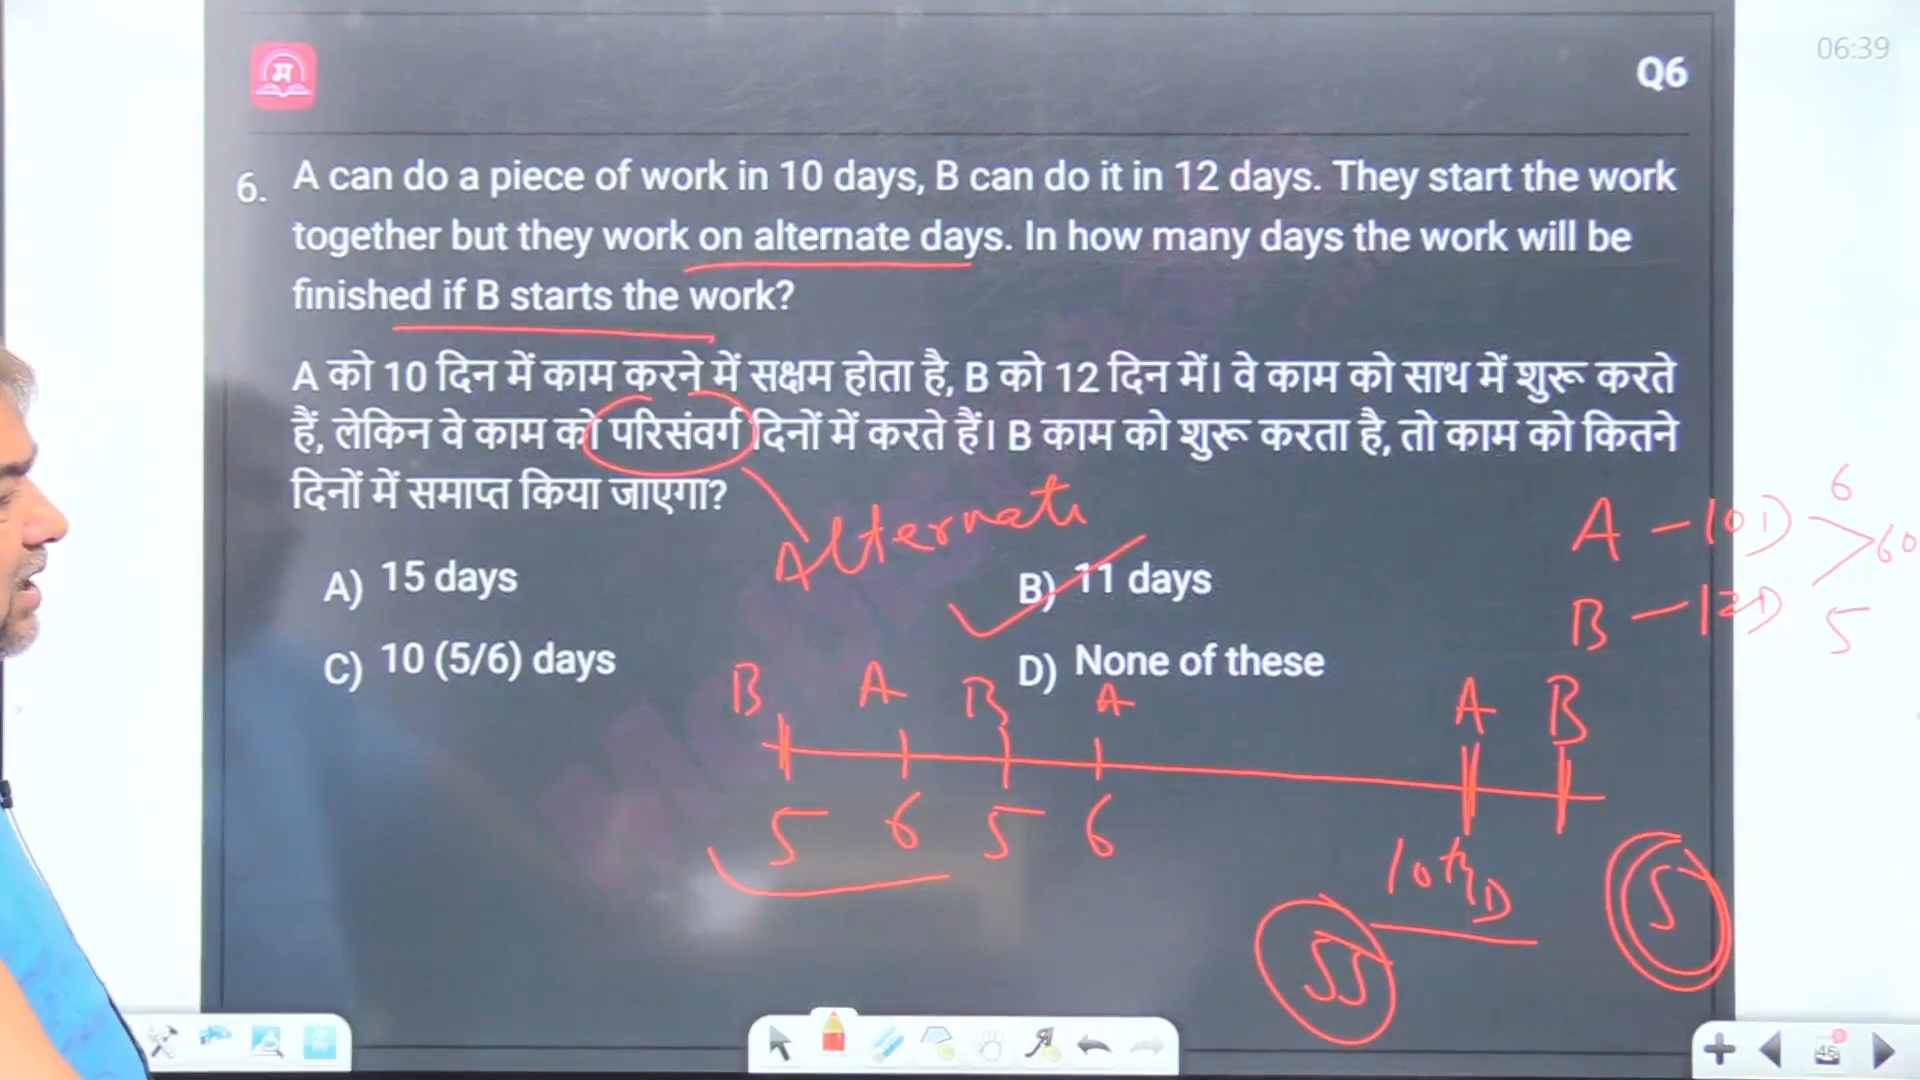 म
06:39
Q6
6. A can do a piece of work in 10 days, B can do it in 12 days. They start the work
together but they work on alternate days. In how many days the work will be
finished if B starts the work?
A को 10 दिन में काम करने में सक्षम होता है, B को 12 दिन में। वे काम को साथ में शुरू करते
हैं, लेकिन वे काम को परिसंवर्ग दिनों में करते हैं। B काम को शुरू करता है, तो काम को कितने
दिनों में समाप्त किया जाएगा?
Alternate
A) 15 days
B) 11 days
C) 10 (5/6) days
D) None of these
A – 10D 6
60
B – 12D 5
B A B A A B
5 6 5 6
10th D
55
5
46